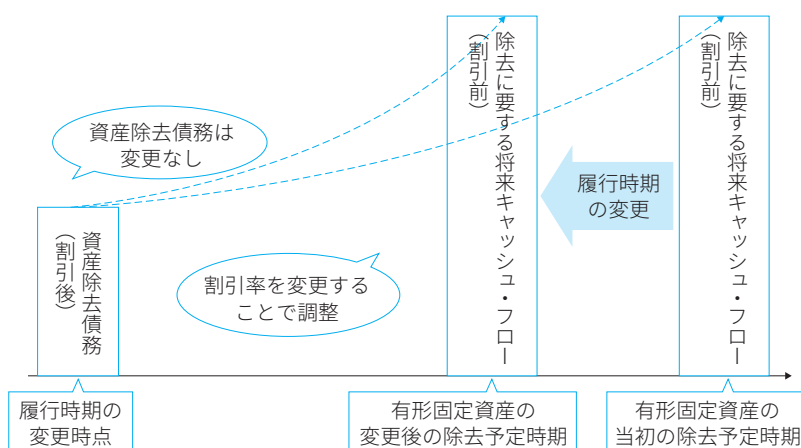 資産除去債務は
変更なし
資産除去債務
（割引後）
割引率を変更する
ことで調整
除去に要する将来キャッシュ・フロー
（割引前）
履行時期
の変更
除去に要する将来キャッシュ・フロー
（割引前）
履行時期の
変更時点
有形固定資産の
変更後の除去予定時期
有形固定資産の
当初の除去予定時期